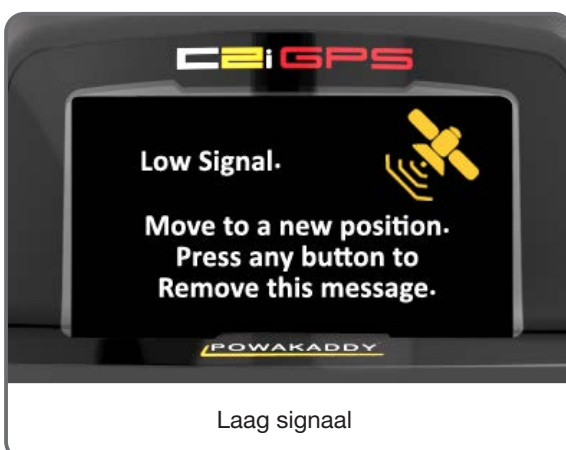 C2i GPS
Low Signal.
Move to a new position.
Press any button to
Remove this message.
POWAKADDY
Laag signaal